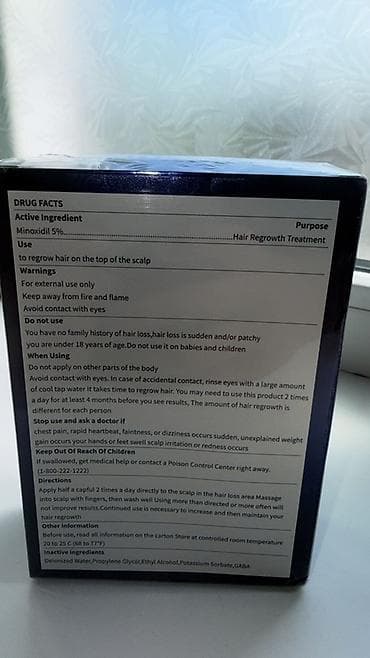 DRUG FACTS
Active Ingredient
Purpose
Minoxidil 5%..........................................................Hair Regrowth Treatment
Use
to regrow hair on the top of the scalp
Warnings
For external use only
Keep away from fire and flame
Avoid contact with eyes
Do not use
You have no family history of hair loss,hair loss is sudden and/or patchy
you are under 18 years of age.Do not use it on babies and children
When Using
Do not apply on other parts of the body
Avoid contact with eyes. In case of accidental contact, rinse eyes with a large amount
of cool tap water it takes time to regrow hair. You may need to use this product 2 times
a day for at least 4 months before you see results, The amount of hair regrowth is
different for each person
Stop use and ask a doctor if
chest pain, rapid heartbeat, faintness, or dizziness occurs sudden, unexplained weight
gain occurs your hands or feet swell scalp irritation or redness occurs
Keep Out Of Reach Of Children
If swallowed, get medical help or contact a Poison Control Center right away.
(1-800-222-1222)
Directions
Apply half a capful 2 times a day directly to the scalp in the hair loss area Massage
into scalp with fingers, then wash well Using more than directed or more often will
not improve results.Continued use is necessary to increase and then maintain your
hair regrowth
Other Information
Before use, read all information on the carton Store at controlled room temperature
20 to 25 C (68 to 77°F)
Inactive Ingredients
Deionized Water,Propylene Glycol,Ethyl Alcohol,Potassium Sorbate,GABA